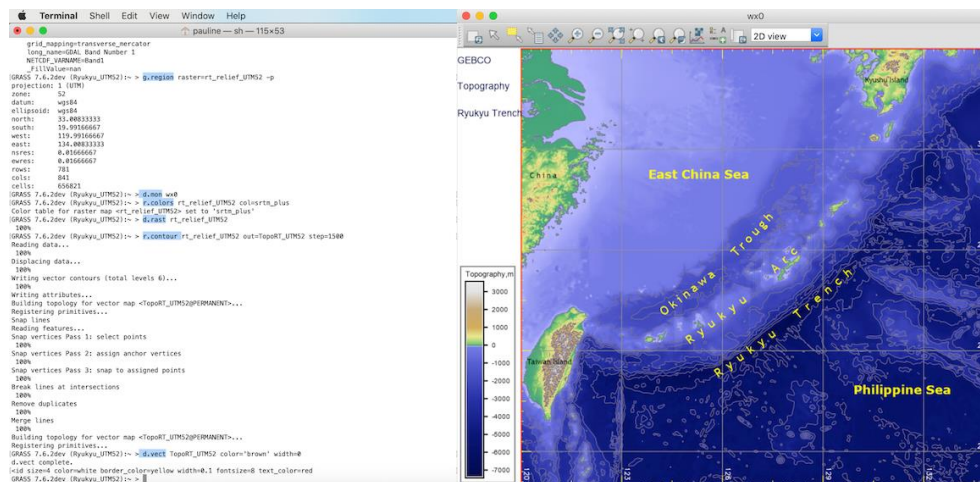 Terminal Shell Edit View Window Help
pauline — sh — 115×53
grid_mapping=transverse_mercator
long_name=GDAL Band Number 1
NETCDF_VARNAME=Band1
_FillValue=nan
GRASS 7.6.2dev (Ryukyu_UTM52):~ > g.region raster=rt_relief_UTM52 -p
projection: 1 (UTM)
zone: 52
datum: wgs84
ellipsoid: wgs84
north: 33.00833333
south: 19.99166667
west: 119.99166667
east: 134.00833333
nsres: 0.01666667
ewres: 0.01666667
rows: 781
cols: 841
cells: 656821
GRASS 7.6.2dev (Ryukyu_UTM52):~ > d.mon wx0
GRASS 7.6.2dev (Ryukyu_UTM52):~ > r.colors rt_relief_UTM52 col=srtm_plus
Color table for raster map <rt_relief_UTM52> set to 'srtm_plus'
GRASS 7.6.2dev (Ryukyu_UTM52):~ > d.rast rt_relief_UTM52
100%
GRASS 7.6.2dev (Ryukyu_UTM52):~ > r.contour rt_relief_UTM52 out=TopoRT_UTM52 step=1500
Reading data...
100%
Displacing data...
100%
Writing vector contours (total levels 6)...
100%
Writing attributes...
Building topology for vector map <TopoRT_UTM52@PERMANENT>...
Registering primitives...
Snap lines
Reading features...
Snap vertices Pass 1: select points
100%
Snap vertices Pass 2: assign anchor vertices
100%
Snap vertices Pass 3: snap to assigned points
100%
Break lines at intersections
100%
Remove duplicates
100%
Merge lines
100%
Building topology for vector map <TopoRT_UTM52>...
Registering primitives...
GRASS 7.6.2dev (Ryukyu_UTM52):~ > d.vect TopoRT_UTM52 color='brown' width=0
d.vect complete.
<id size=4 color=white border_color=yellow width=0.1 fontsize=8 text_color=red
GRASS 7.6.2dev (Ryukyu_UTM52):~ >
wx0
2D view
GEBCO
Topography
Ryukyu Trench
Kyushu Island
China
East China Sea
Okinawa Trough
Ryukyu Arc
Ryukyu Trench
Taiwan Island
Philippine Sea
Topography,m
3000
2000
1000
0
-1000
-2000
-3000
-4000
-5000
-6000
-7000
120
123
126
129
132